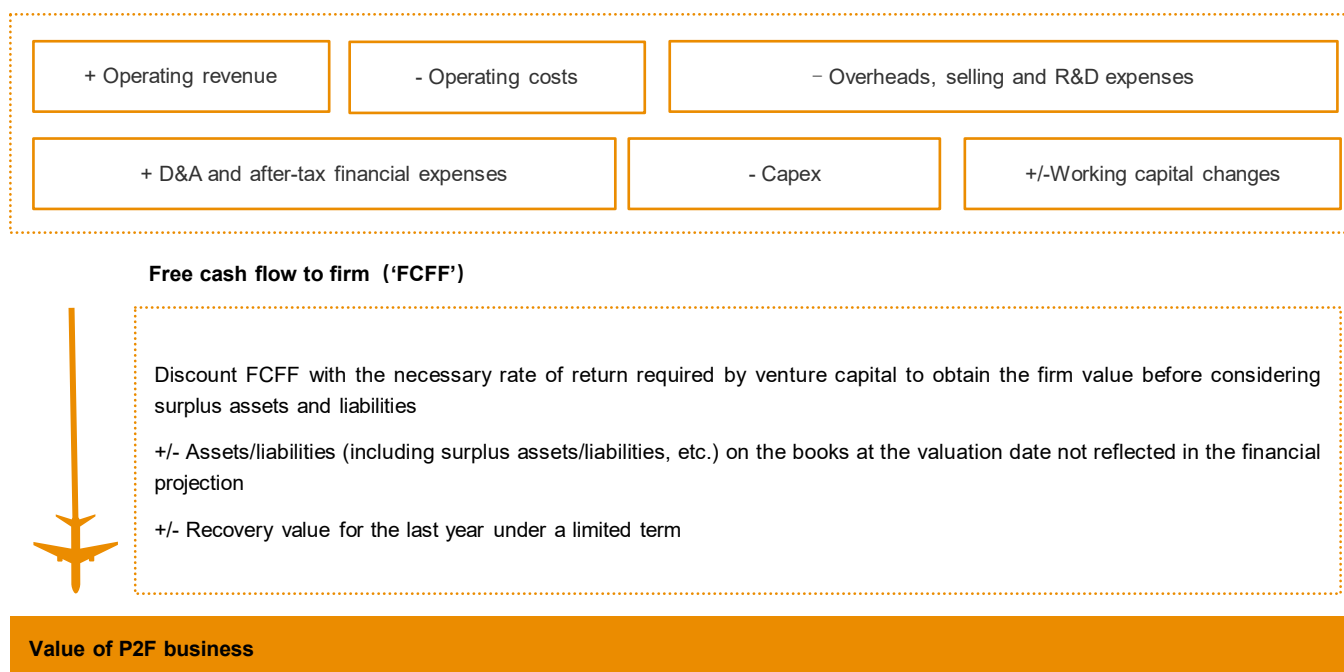 + Operating revenue
- Operating costs
– Overheads, selling and R&D expenses
+ D&A and after-tax financial expenses
- Capex
+/-Working capital changes
Free cash flow to firm（‘FCFF’）
Discount FCFF with the necessary rate of return required by venture capital to obtain the firm value before considering
surplus assets and liabilities
+/- Assets/liabilities (including surplus assets/liabilities, etc.) on the books at the valuation date not reflected in the financial
projection
+/- Recovery value for the last year under a limited term
Value of P2F business